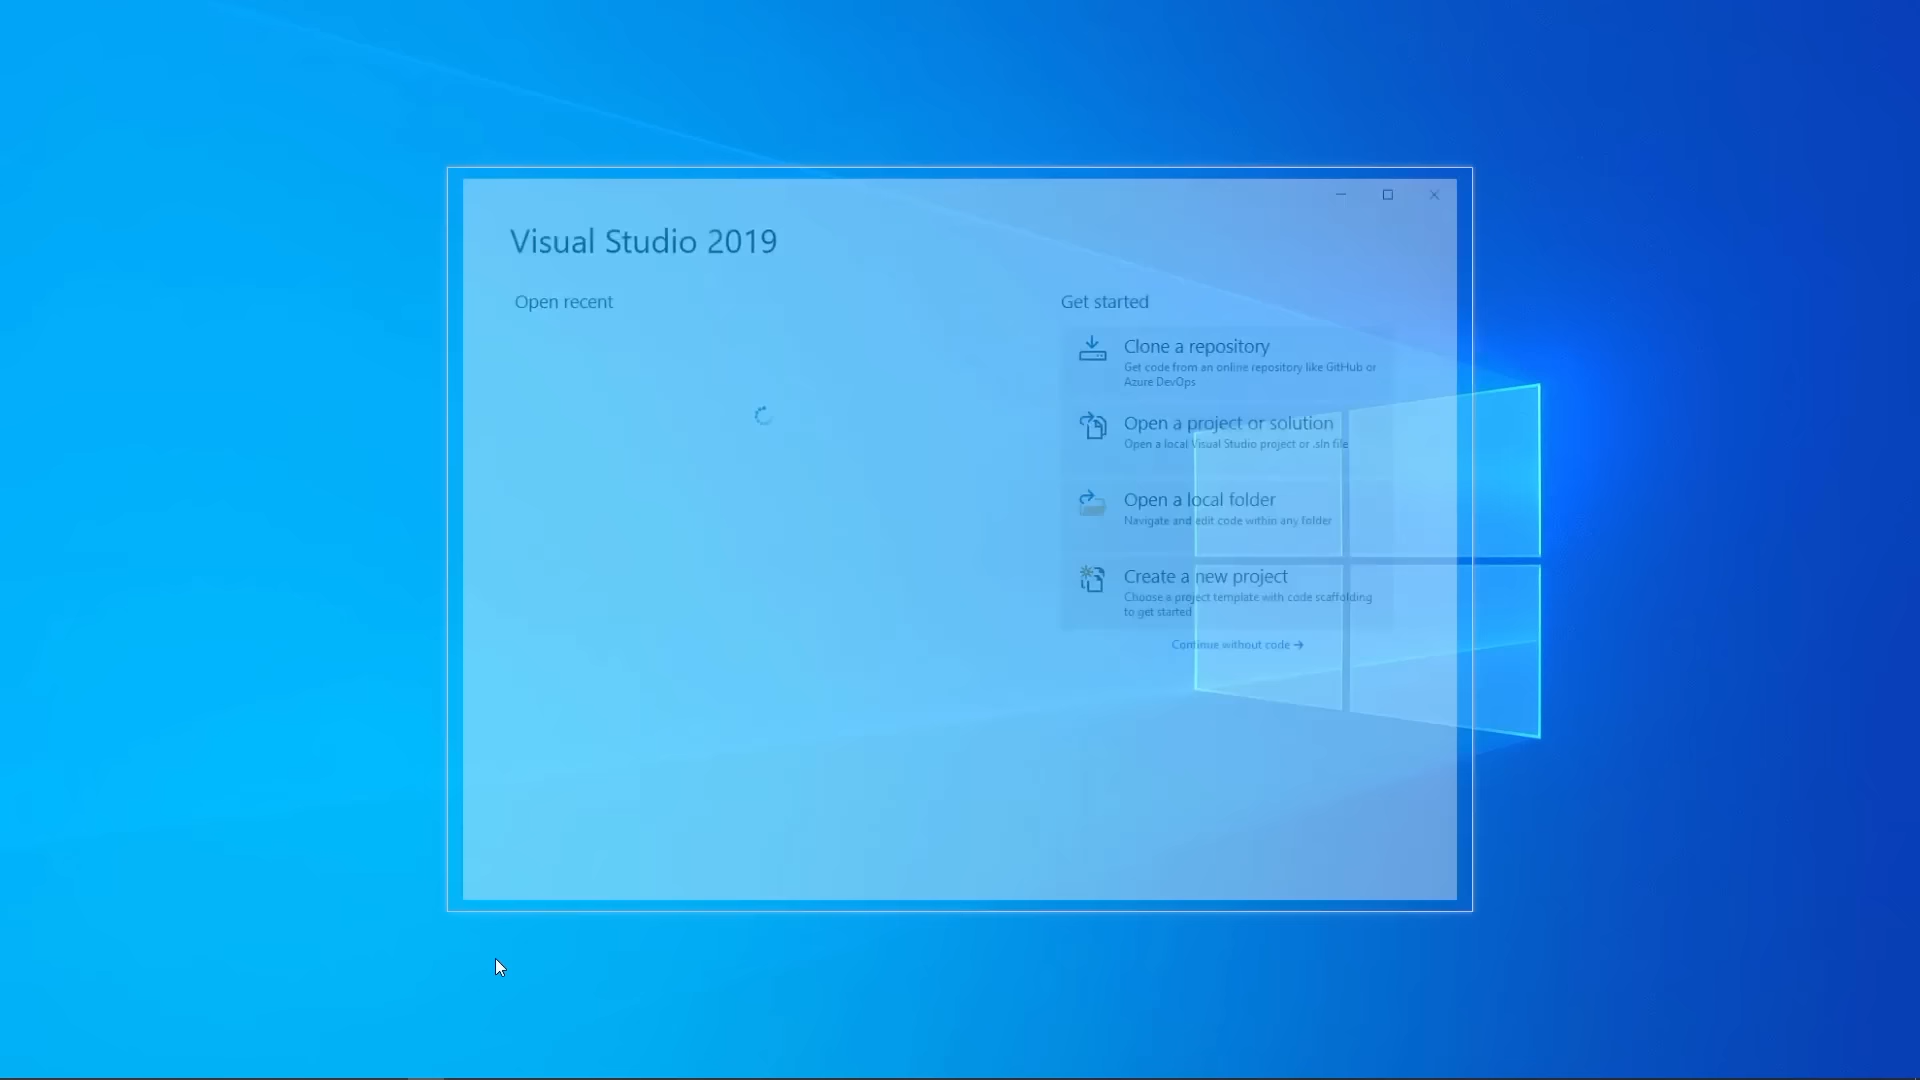 Visual Studio 2019
Open recent
Get started
Clone a repository
Get code from an online repository like GitHub or
Azure DevOps
Open a project or solution
Open a local Visual Studio project or .sln file
Open a local folder
Navigate and edit code within any folder
Create a new project
Choose a project template with code scaffolding
to get started
Continue without code →